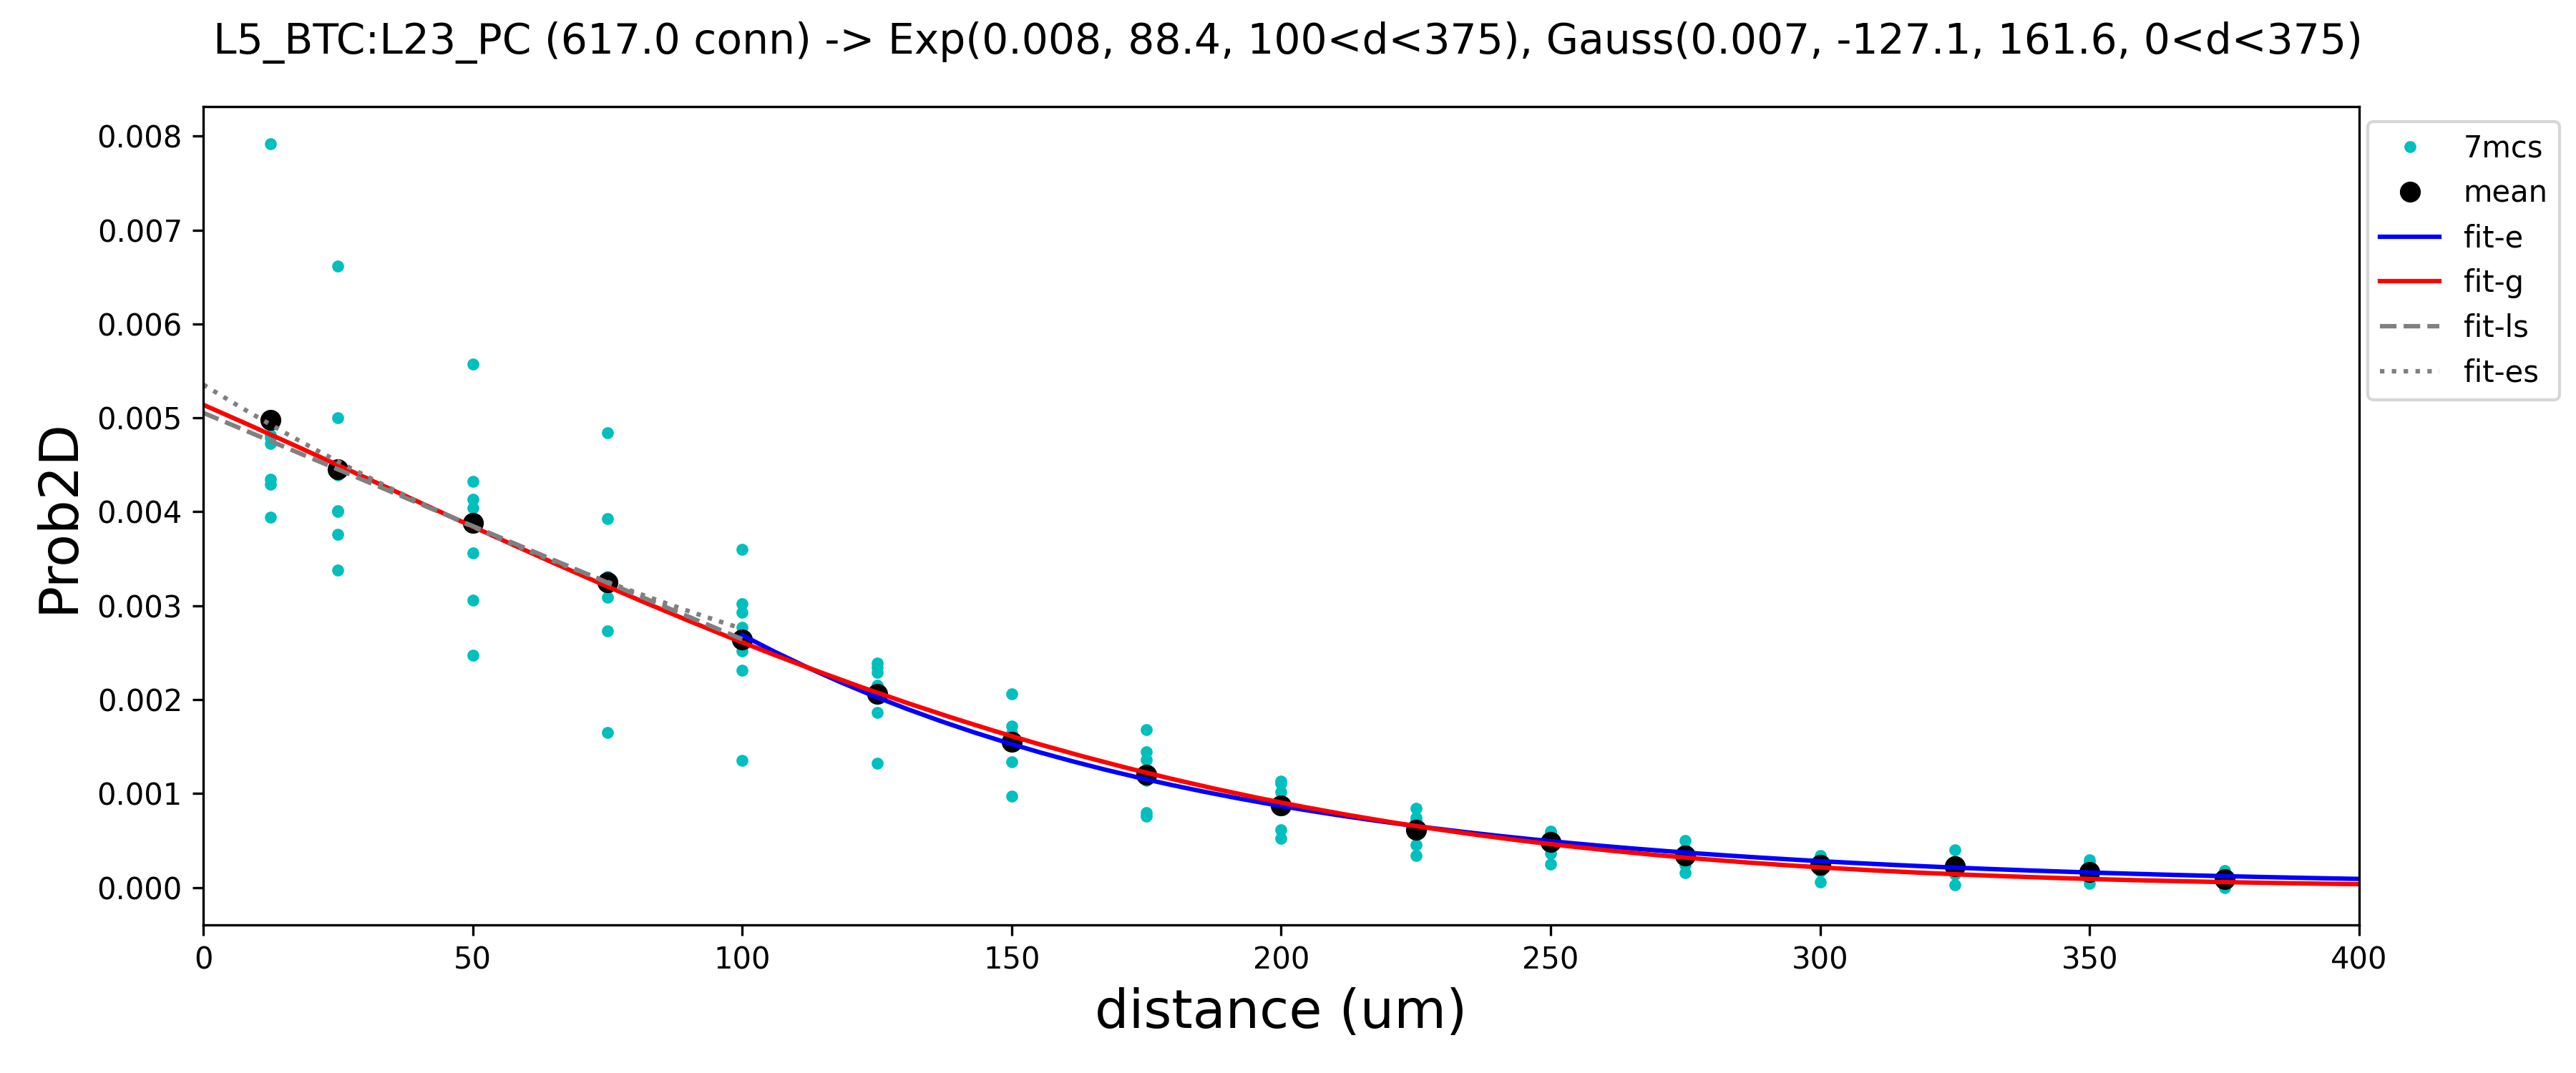 L5_BTC:L23_PC (617.0 conn) -> Exp(0.008, 88.4, 100<d<375), Gauss(0.007, -127.1, 161.6, 0<d<375)
0.008
0.007
0.006
0.005
0.004
0.003
0.002
0.001
0.000
Prob2D
0 50 100 150 200 250 300 350 400
distance (um)
7mcs
mean
fit-e
fit-g
fit-ls
fit-es